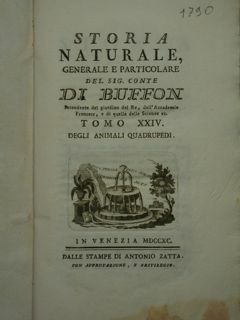 1790
STORIA
NATURALE,
GENERALE E PARTICOLARE
DEL SIG. CONTE
DI BUFFON
Intendente del giardino del Re, dell'Accademia
Francese, e di quella delle Scienze ec.
TOMO XXIV.
DEGLI ANIMALI QUADRUPEDI.
IN VENEZIA MDCCXC.
DALLE STAMPE DI ANTONIO ZATTA.
CON APPROVAZIONE, E PRIVILEGIO.